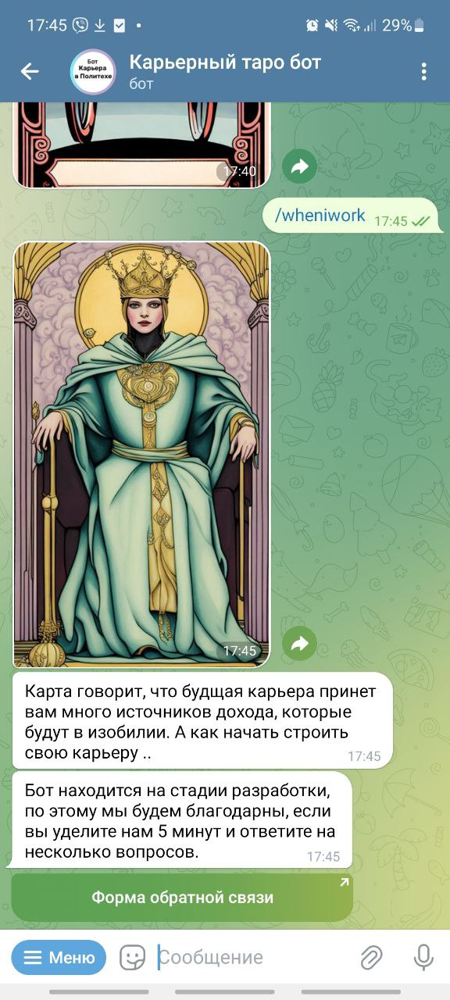 17:45
29%
Бот
Карьера
в Политехе
Карьерный таро бот
бот
17:40
/wheniwork 17:45
17:45
Карта говорит, что будщая карьера принет
вам много источников дохода, которые
будут в изобилии. А как начать строить
свою карьеру ..
17:45
Бот находится на стадии разработки,
по этому мы будем благодарны, если
вы уделите нам 5 минут и ответите на
несколько вопросов.
17:45
Форма обратной связи
Меню
Сообщение